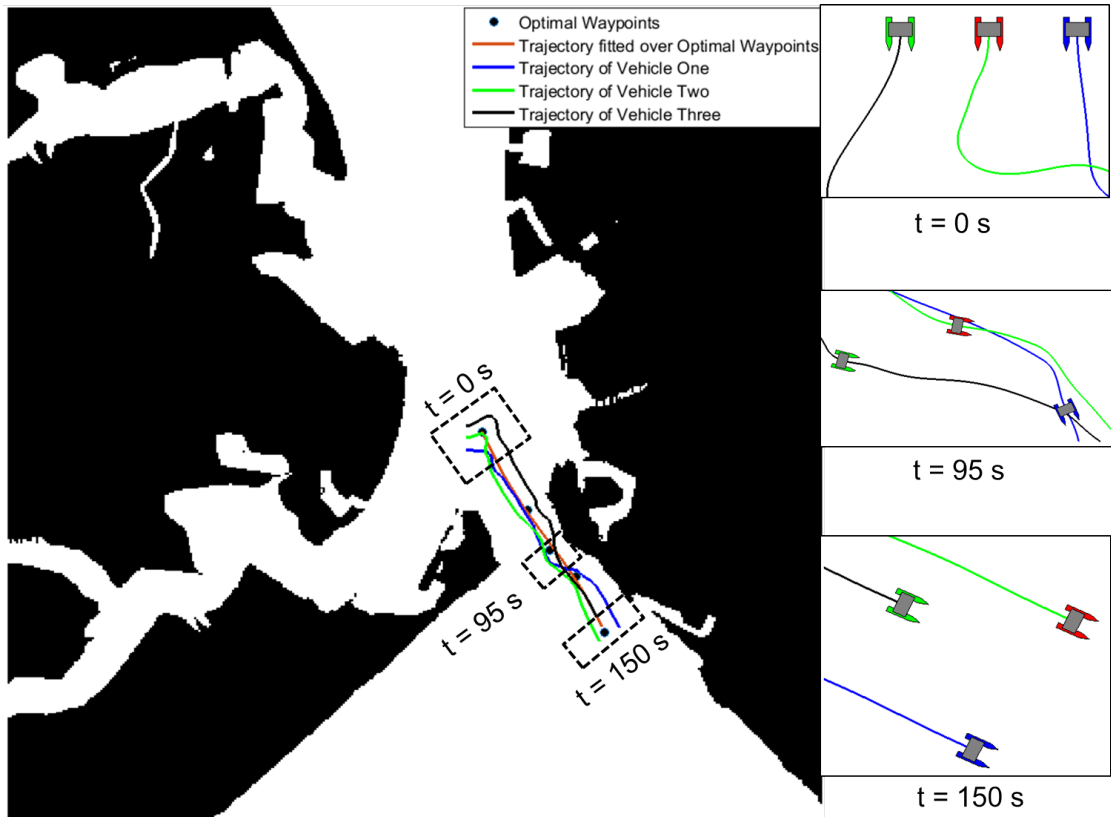 Optimal Waypoints
Trajectory fitted over Optimal Waypoints
Trajectory of Vehicle One
Trajectory of Vehicle Two
Trajectory of Vehicle Three
t = 0 s
t = 95 s
t = 150 s
t = 0 s
t = 95 s
t = 150 s